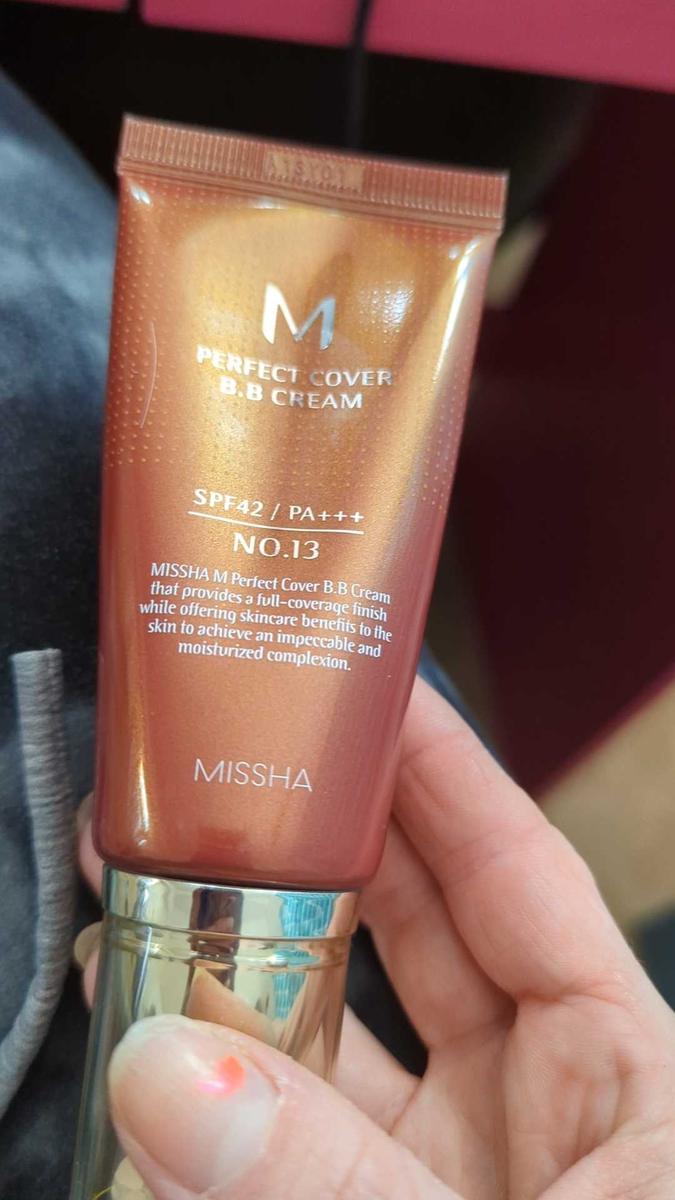 M
PERFECT COVER
B.B CREAM
SPF42 / PA+++
NO.13
MISSHA M Perfect Cover B.B Cream
that provides a full-coverage finish
while offering skincare benefits to the
skin to achieve an impeccable and
moisturized complexion.
MISSHA